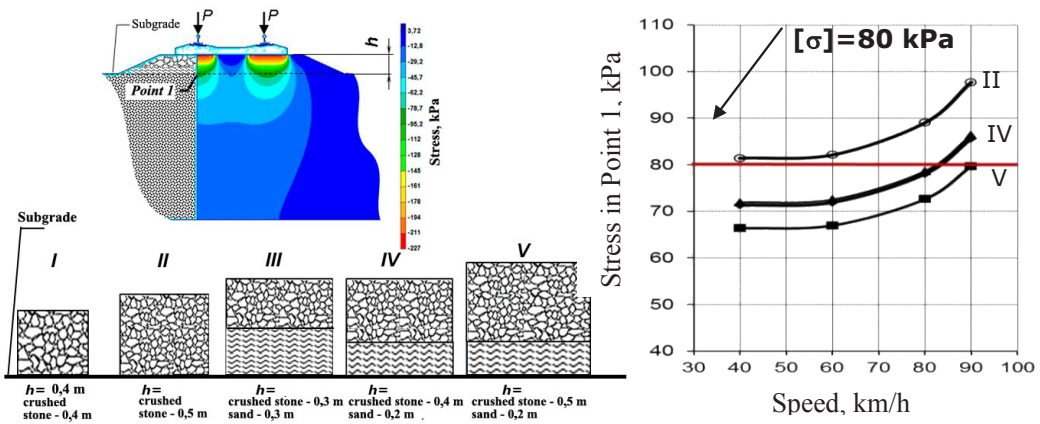 Subgrade
P
P
h
Point 1
3,72
-12,8
-29,2
-45,7
-62,2
-78,7
-95,2
-112
-128
-145
-161
-178
-194
-211
-227
Stress, kPa
Subgrade
I
II
III
IV
V
h= 0,4 m
crushed
stone - 0,4 m
h=
crushed
stone - 0,5 m
h=
crushed stone - 0,3 m
sand - 0,3 m
h=
crushed stone - 0,4 m
sand - 0,2 m
h=
crushed stone - 0,5 m
sand - 0,2 m
110
100
90
80
70
60
50
40
30
40
50
60
70
80
90
100
Stress in Point 1, kPa
Speed, km/h
[σ]=80 kPa
II
IV
V